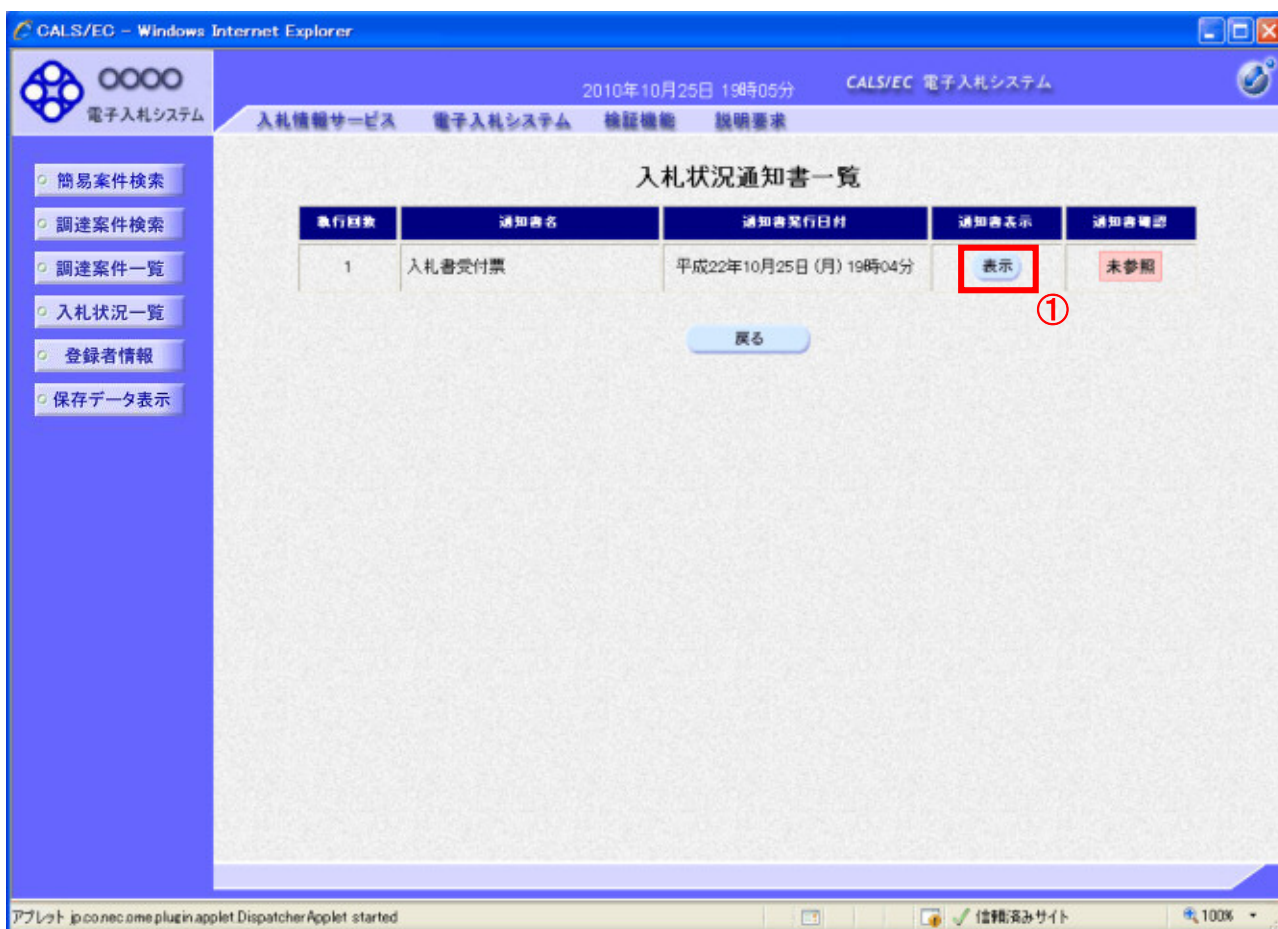 CALS/EC - Windows Internet Explorer
〇〇〇〇
電子入札システム
2010年10月25日 19時05分
CALS/EC 電子入札システム
入札情報サービス 電子入札システム 検証機能 説明要求
簡易案件検索
調達案件検索
調達案件一覧
入札状況一覧
登録者情報
保存データ表示
入札状況通知書一覧
執行回数 通知書名 通知書発行日付 通知書表示 通知書確認
1 入札書受付票 平成22年10月25日 (月) 19時04分 表示 未参照
①
戻る
アプレット jp.co.nec.ome.plugin.applet.DispatcherApplet started
信頼済みサイト
100%